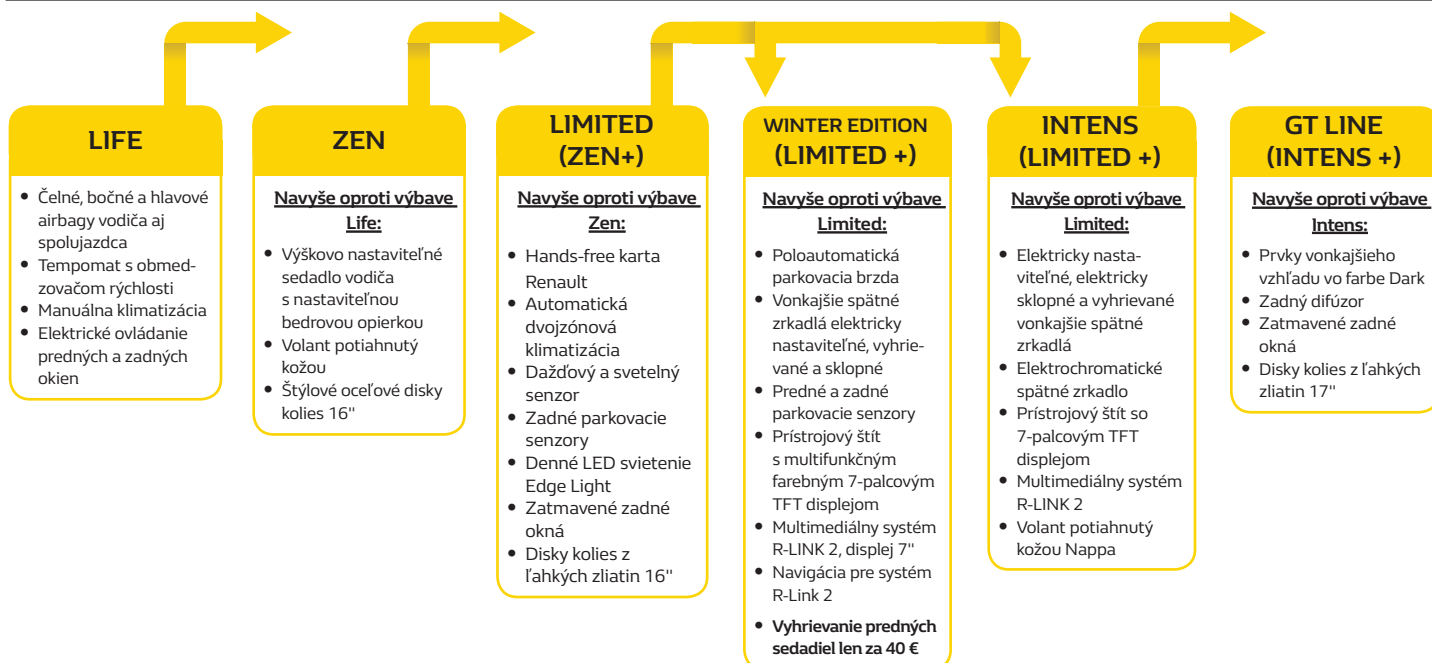 LIFE
Čelné, bočné a hlavové
airbagy vodiča aj
spolujazdca
Tempomat s obmed-
zovačom rýchlosti
Manuálna klimatizácia
Elektrické ovládanie
predných a zadných
okien
ZEN
Navyše oproti výbave
Life:
Výškovo nastaviteľné
sedadlo vodiča
s nastaviteľnou
bedrovou opierkou
Volant potiahnutý
kožou
Štýlové oceľové disky
kolies 16"
LIMITED
(ZEN+)
Navyše oproti výbave
Zen:
Hands-free karta
Renault
Automatická
dvojzónová
klimatizácia
Dažďový a svetelný
senzor
Zadné parkovacie
senzory
Denné LED svietenie
Edge Light
Zatmavené zadné
okná
Disky kolies z
ľahkých zliatin 16"
WINTER EDITION
(LIMITED +)
Navyše oproti výbave
Limited:
Poloautomatická
parkovacia brzda
Vonkajšie spätné
zrkadlá elektricky
nastaviteľné, vyhrie-
vané a sklopné
Predné a zadné
parkovacie senzory
Prístrojový štít
s multifunkčným
farebným 7-palcovým
TFT displejom
Multimediálny systém
R-LINK 2, displej 7"
Navigácia pre systém
R-Link 2
Vyhrievanie predných
sedadiel len za 40 €
INTENS
(LIMITED +)
Navyše oproti výbave
Limited:
Elektricky nasta-
viteľné, elektricky
sklopné a vyhrievané
vonkajšie spätné
zrkadlá
Elektrochromatické
spätné zrkadlo
Prístrojový štít so
7-palcovým TFT
displejom
Multimediálny systém
R-LINK 2
Volant potiahnutý
kožou Nappa
GT LINE
(INTENS +)
Navyše oproti výbave
Intens:
Prvky vonkajšieho
vzhľadu vo farbe Dark
Zadný difúzor
Zatmavené zadné
okná
Disky kolies z ľahkých
zliatin 17"